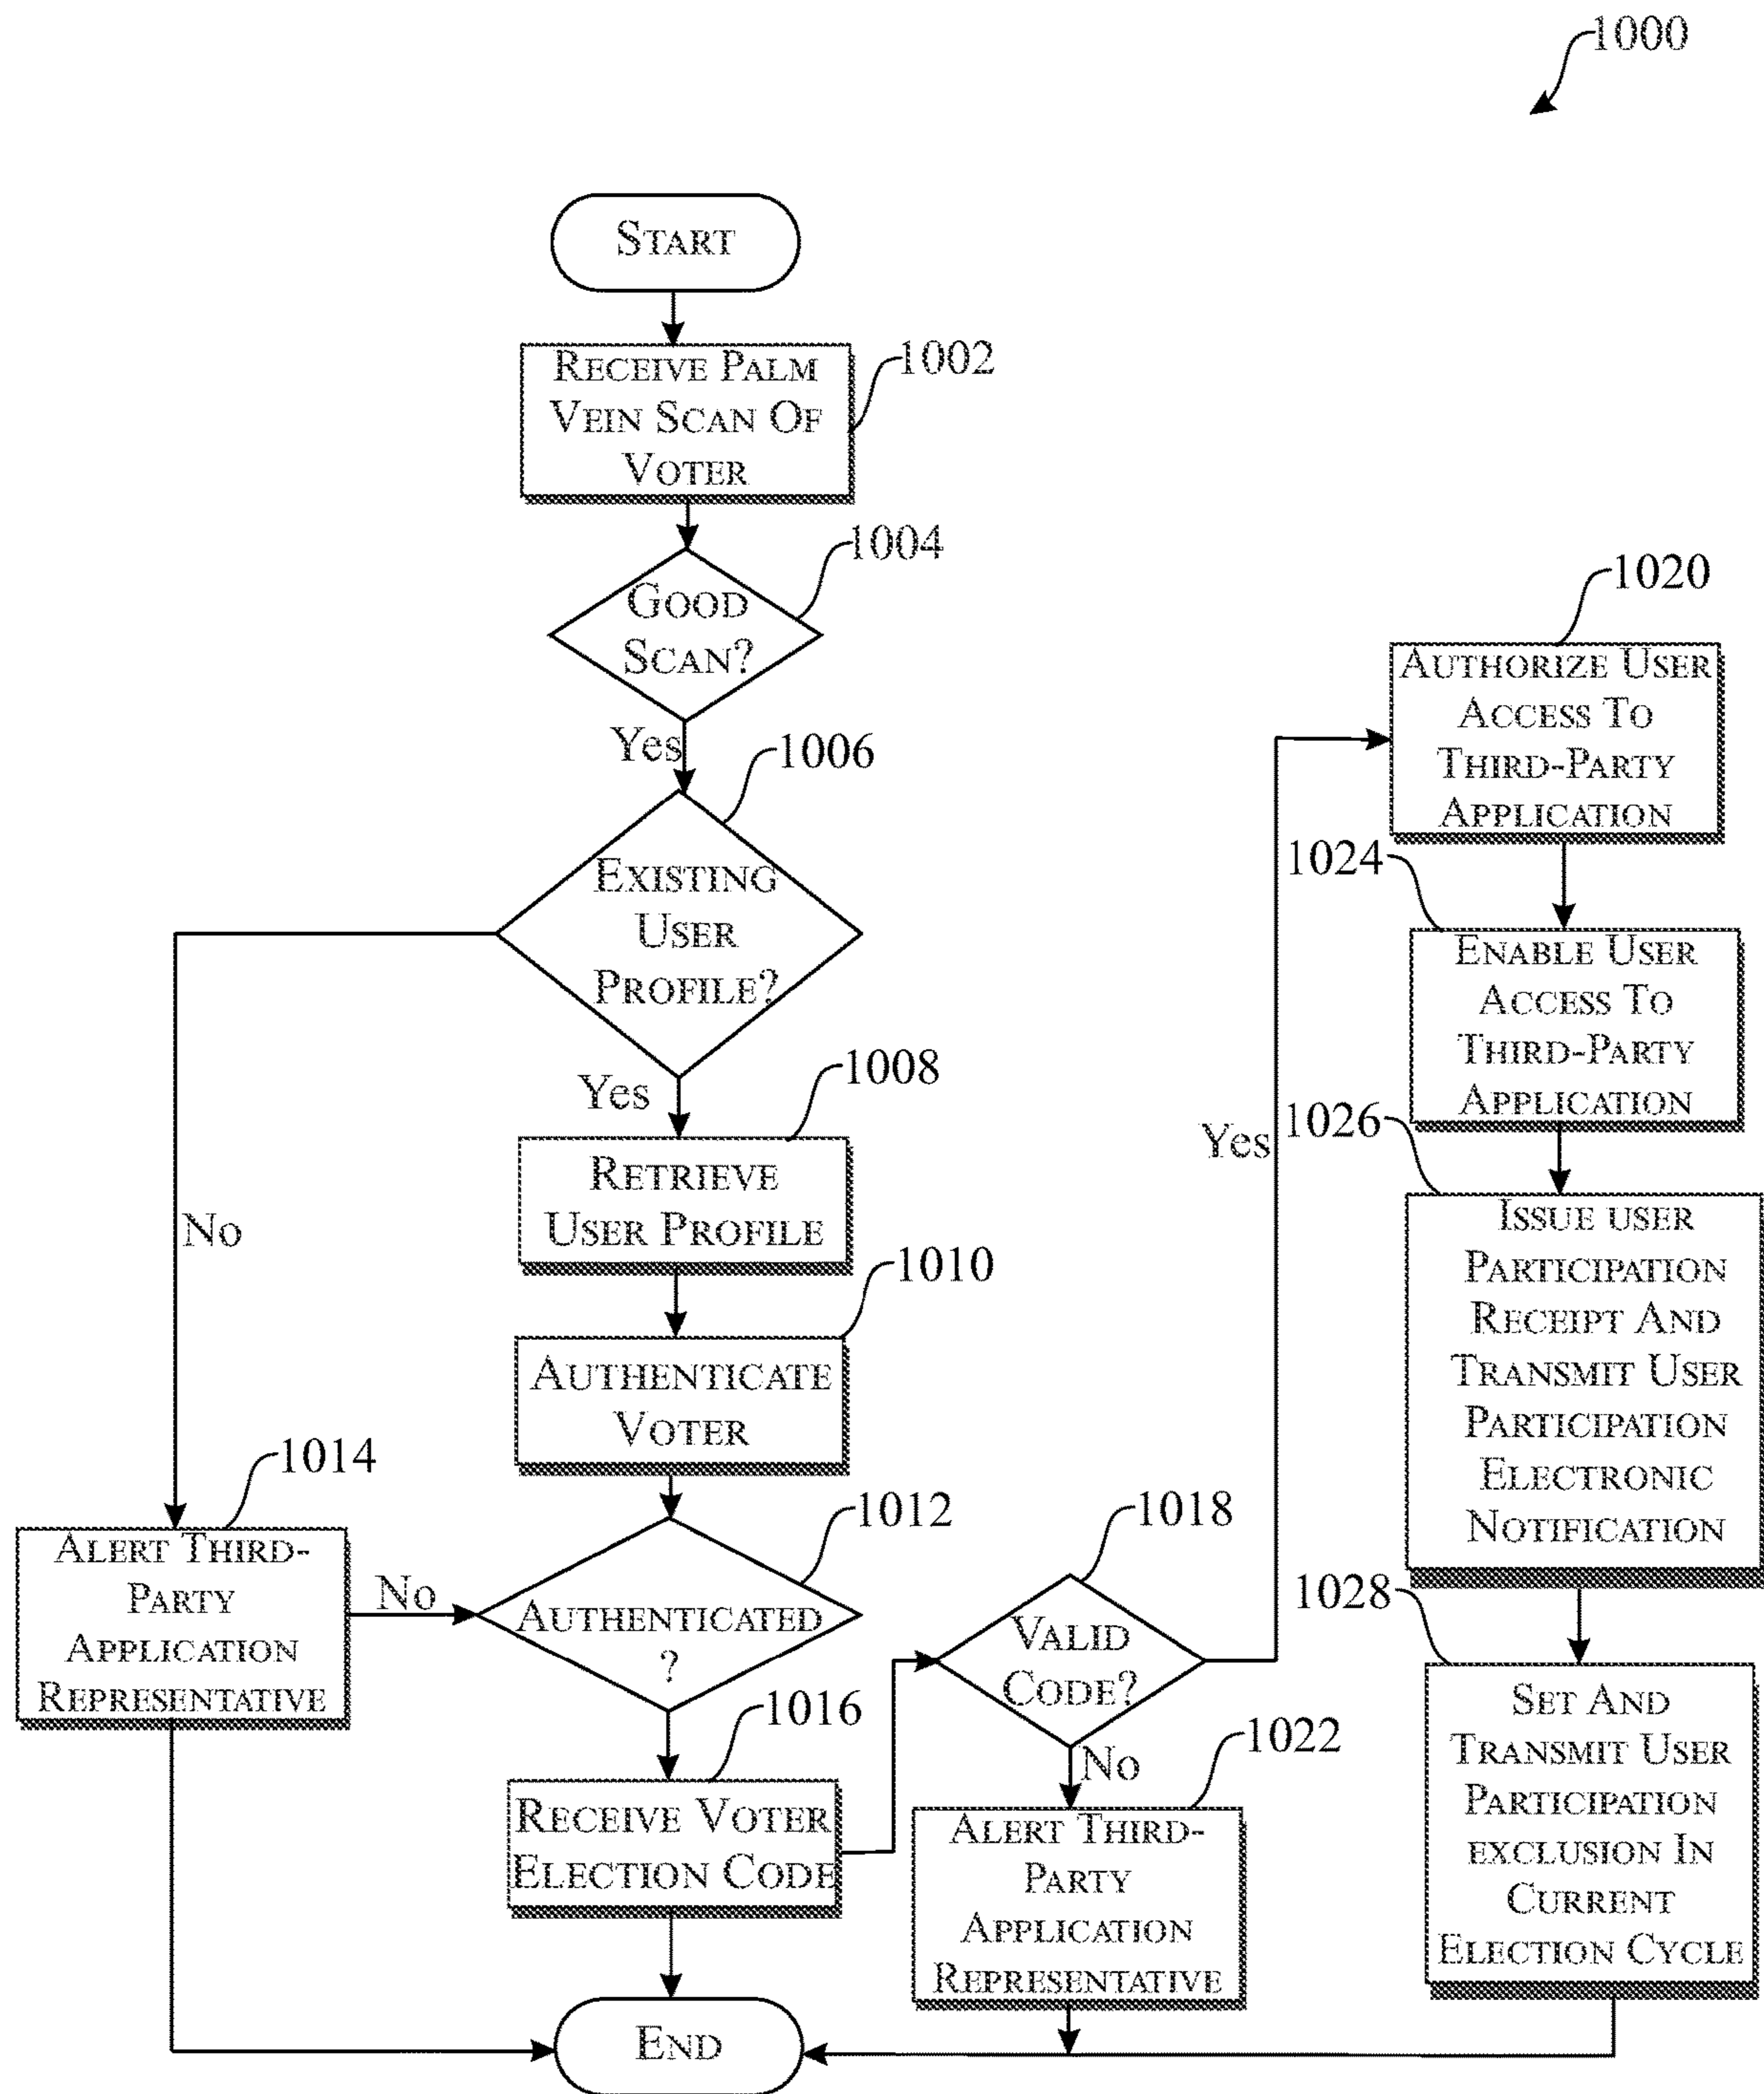 1000
START
RECEIVE PALM
VEIN SCAN OF
VOTER
1002
GOOD
SCAN?
1004
Yes
EXISTING
USER
PROFILE?
1006
No
Yes
RETRIEVE
USER PROFILE
1008
AUTHENTICATE
VOTER
1010
AUTHENTICATED
?
1012
No
ALERT THIRD-
PARTY
APPLICATION
REPRESENTATIVE
1014
RECEIVE VOTER
ELECTION CODE
1016
VALID
CODE?
1018
No
Yes
ALERT THIRD-
PARTY
APPLICATION
REPRESENTATIVE
1022
AUTHORIZE USER
ACCESS TO
THIRD-PARTY
APPLICATION
1020
ENABLE USER
ACCESS TO
THIRD-PARTY
APPLICATION
1024
ISSUE USER
PARTICIPATION
RECEIPT AND
TRANSMIT USER
PARTICIPATION
ELECTRONIC
NOTIFICATION
1026
SET AND
TRANSMIT USER
PARTICIPATION
EXCLUSION IN
CURRENT
ELECTION CYCLE
1028
END